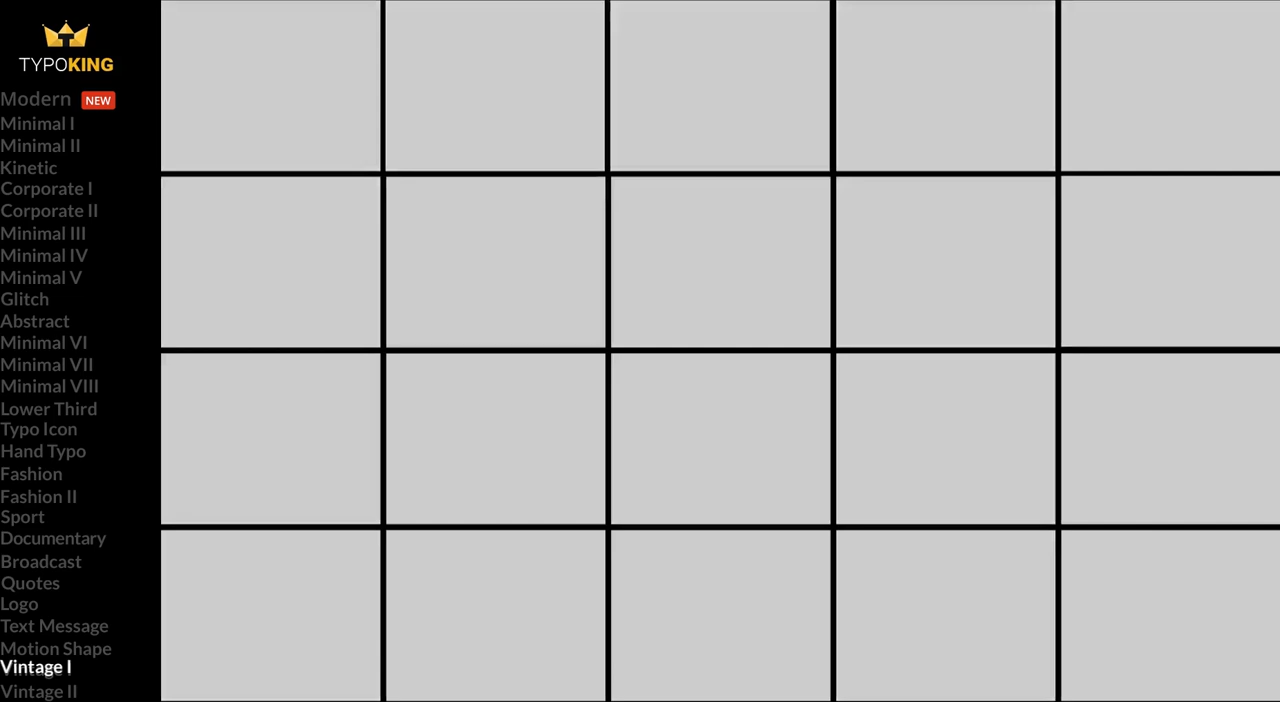 TYPOKING
Modern NEW
Minimal I
Minimal II
Kinetic
Corporate I
Corporate II
Minimal III
Minimal IV
Minimal V
Glitch
Abstract
Minimal VI
Minimal VII
Minimal VIII
Lower Third
Typo Icon
Hand Typo
Fashion
Fashion II
Sport
Documentary
Broadcast
Quotes
Logo
Text Message
Motion Shape
Vintage I
Vintage II